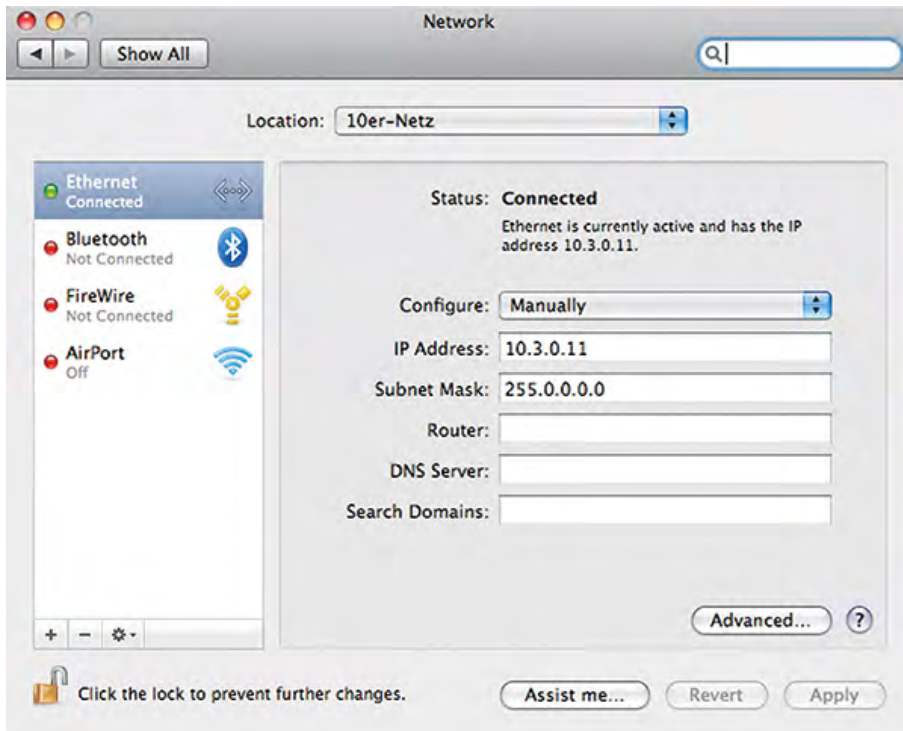 Network
Show All
Location: 10er-Netz
Ethernet
Connected
Bluetooth
Not Connected
FireWire
Not Connected
AirPort
Off
Status: Connected
Ethernet is currently active and has the IP
address 10.3.0.11.
Configure: Manually
IP Address: 10.3.0.11
Subnet Mask: 255.0.0.0.0
Router:
DNS Server:
Search Domains:
Advanced...
?
Click the lock to prevent further changes.
Assist me...
Revert
Apply